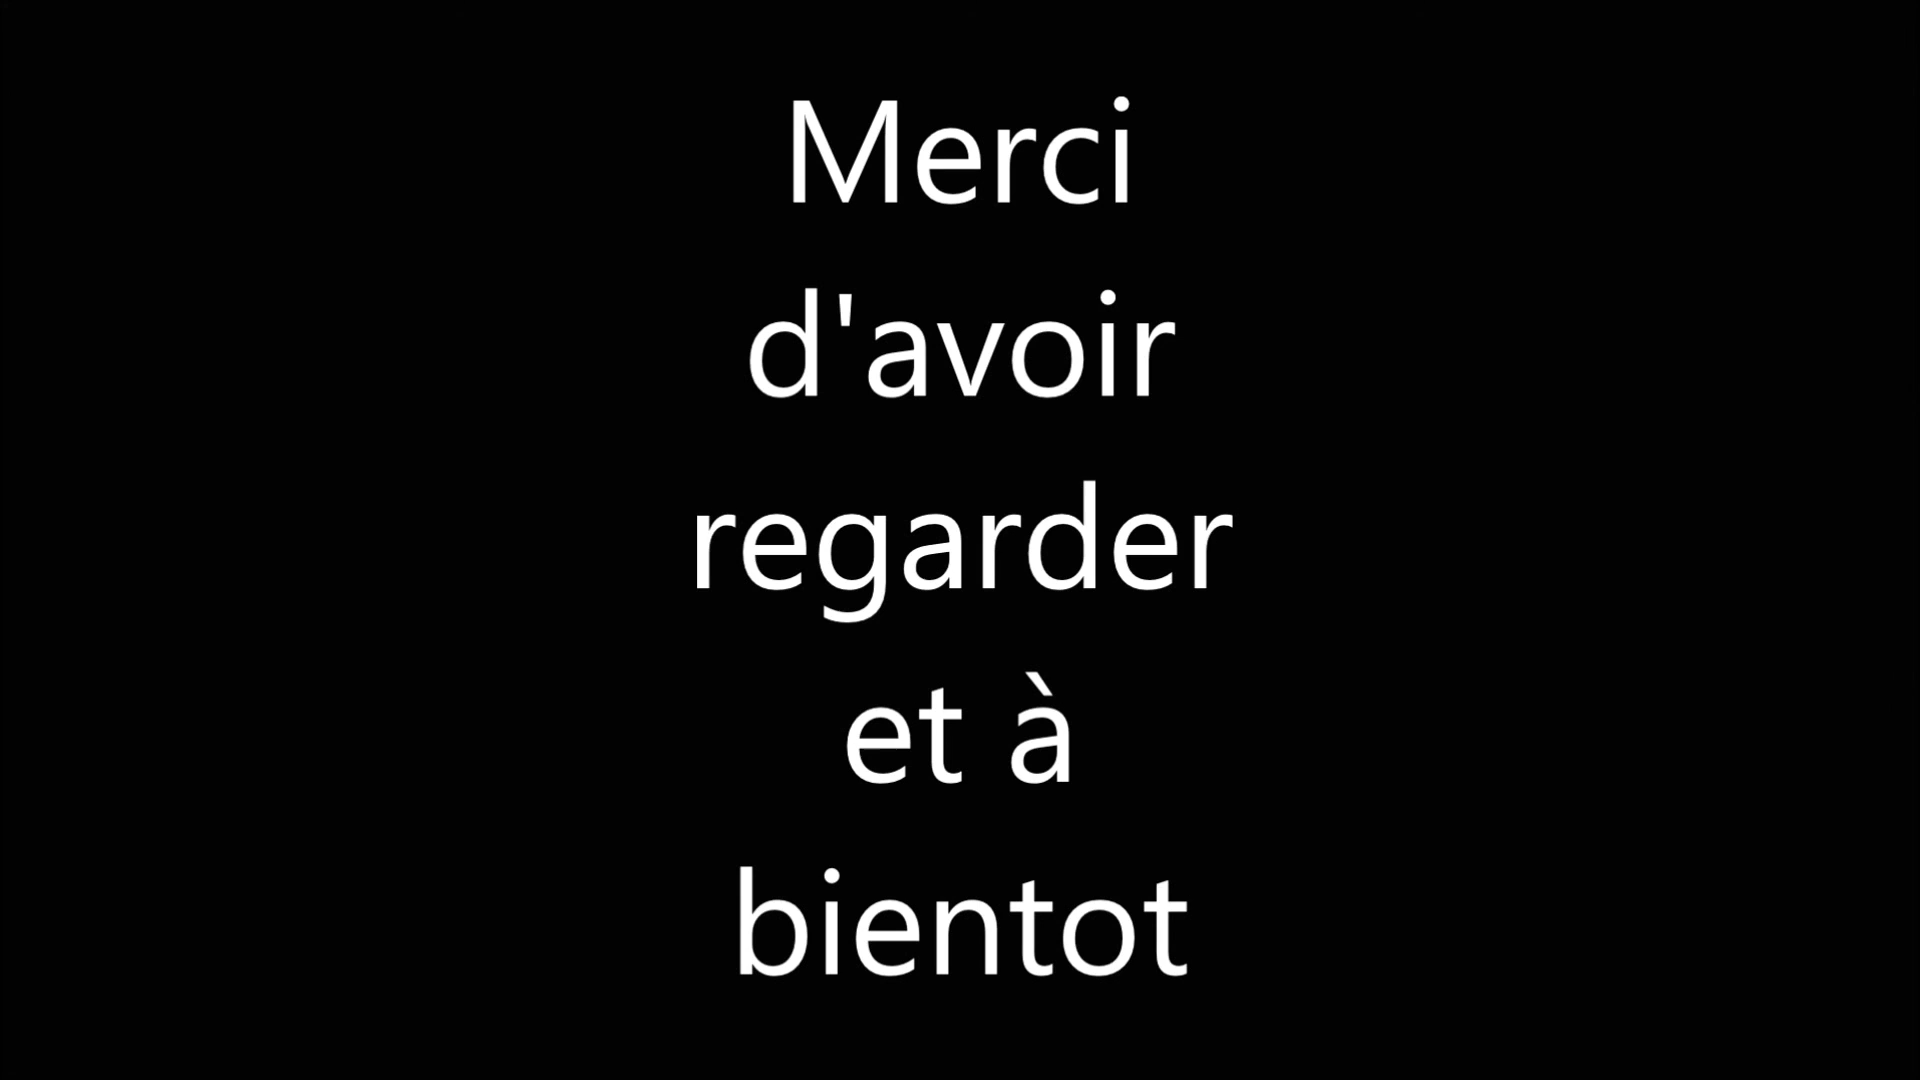 Merci
d'avoir
regarder
et à
bientot